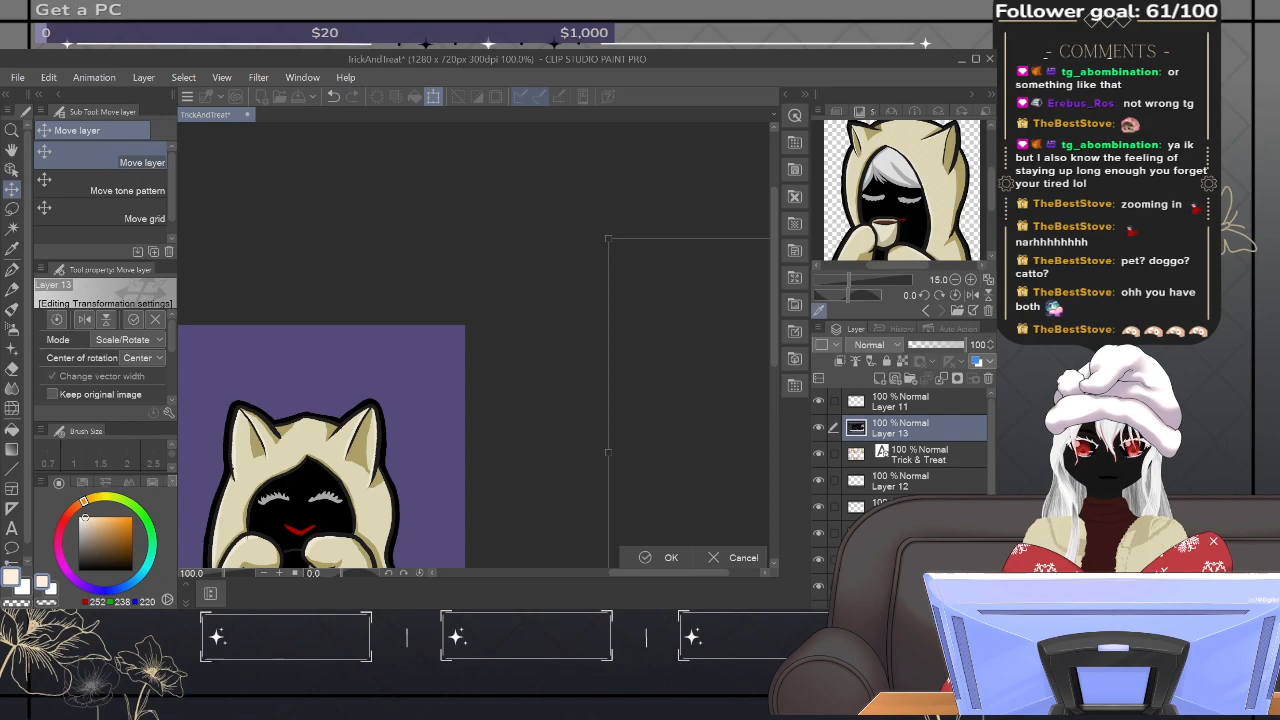 Get a PC
0
$20
$1,000
TrickAndTreat* (1280 x 720px 300dpi 100.0%) - CLIP STUDIO PAINT PRO
File Edit Animation Layer Select View Filter Window Help
Sub Tool: Move layer
Move layer
Move layer
Move tone pattern
Move grid
Tool property: Move layer
Layer 13
[Editing Transformation settings]
Mode Scale/Rotate
Center of rotation Center
Change vector width
Keep original image
Brush Size
0.7 1 1.5 2 2.5
252 238 220
TrickAndTreat*
OK Cancel
100.0 0.0
15.0
0.0
Layer History Auto Action
Normal 100
100 % Normal
Layer 11
100 % Normal
Layer 13
100 % Normal
Trick & Treat
100 % Normal
Layer 12
Follower goal: 61/100
- COMMENTS -
tg_abombination: or
something like that
Erebus_Ros: not wrong tg
TheBestStove:
tg_abombination: ya ik
but I also know the feeling of
staying up long enough you forget
your tired lol
TheBestStove: zooming in
TheBestStove:
narhhhhhhhh
TheBestStove: pet? doggo?
catto?
TheBestStove: ohh you have
both
TheBestStove: